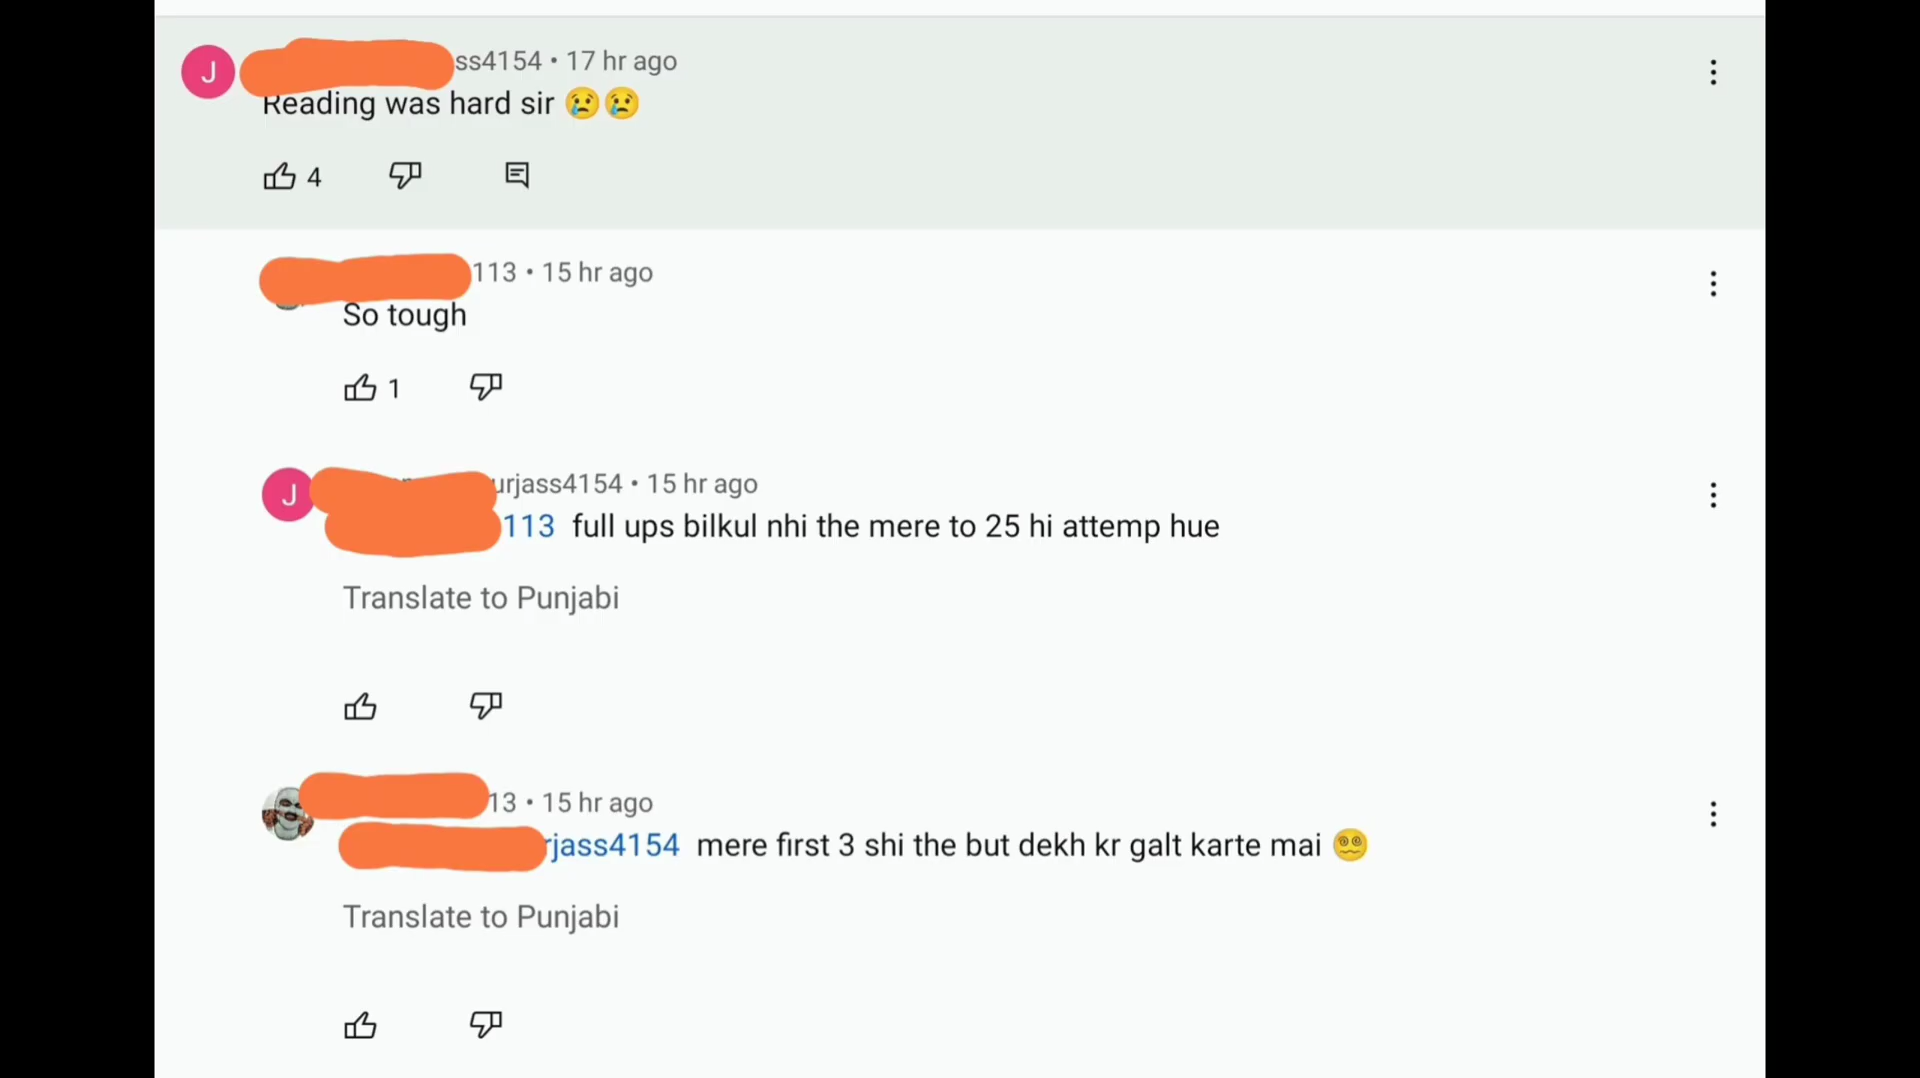 J
ss4154 • 17 hr ago
Reading was hard sir 😢😢
4
113 • 15 hr ago
So tough
1
J
urjass4154 • 15 hr ago
113 full ups bilkul nhi the mere to 25 hi attemp hue
Translate to Punjabi
13 • 15 hr ago
rjass4154 mere first 3 shi the but dekh kr galt karte mai 😵‍💫
Translate to Punjabi